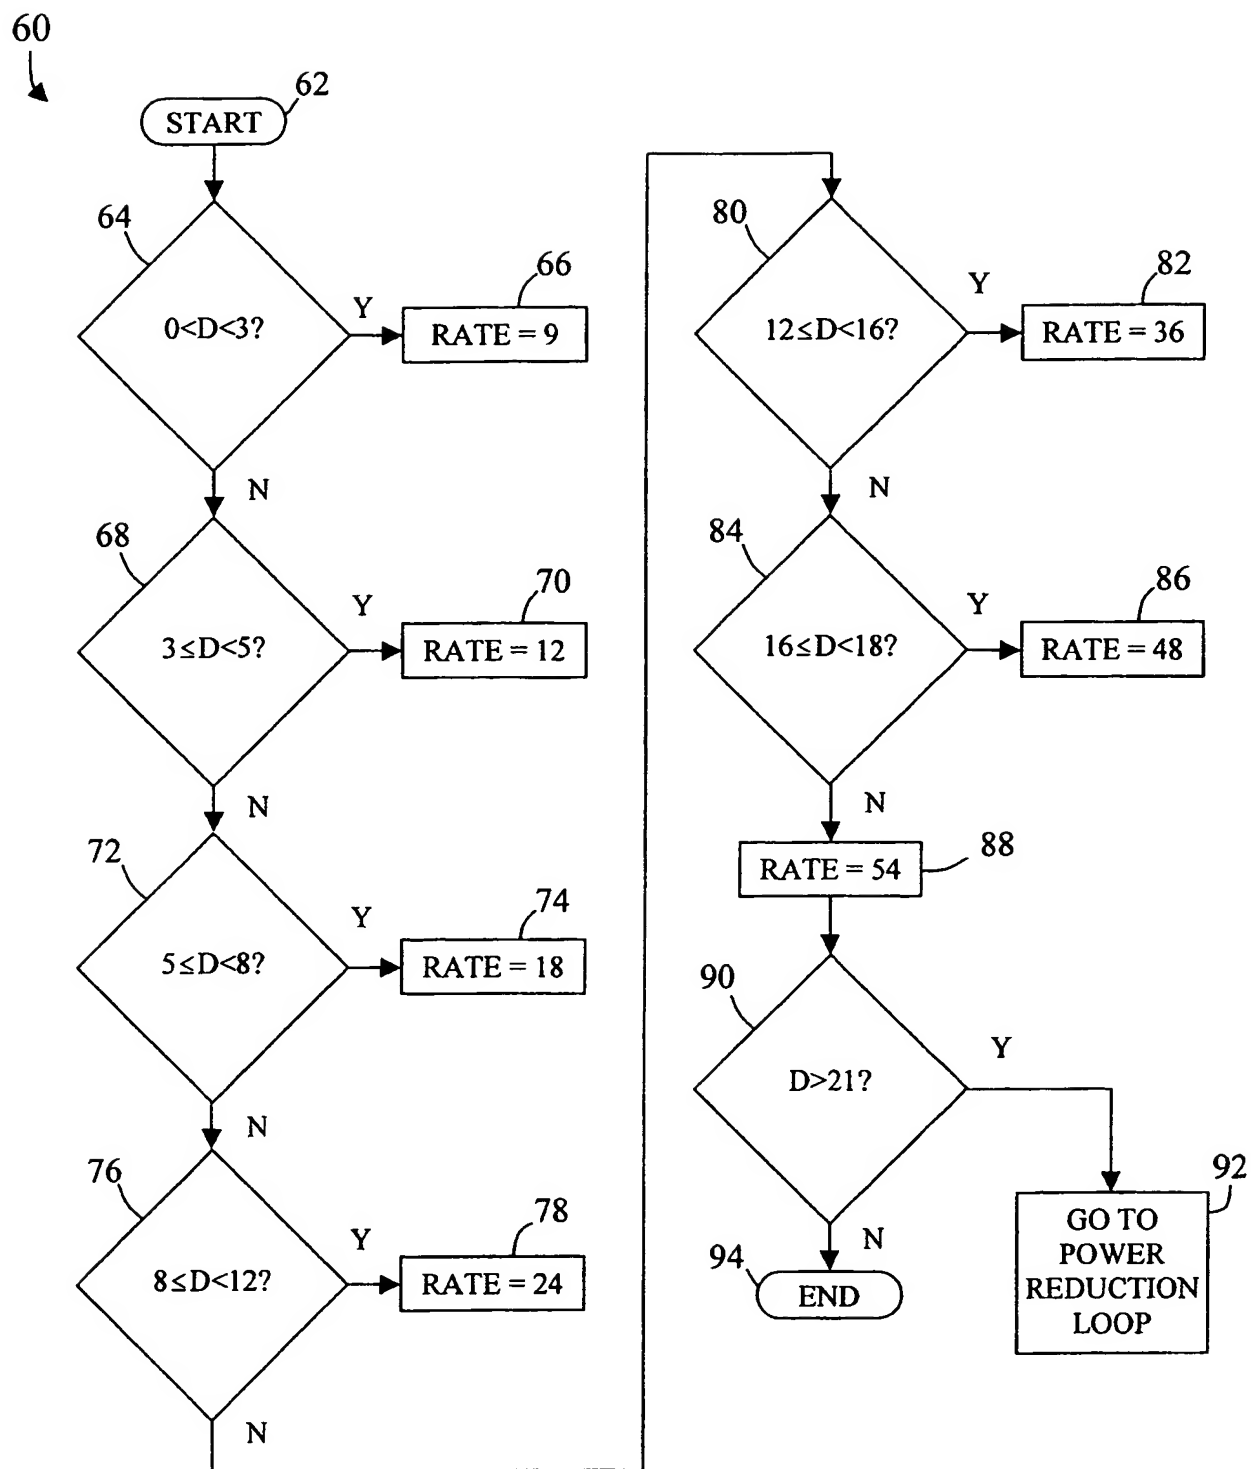 60
62
START
64
0<D<3?
Y
66
RATE = 9
N
68
3≤D<5?
Y
70
RATE = 12
N
72
5≤D<8?
Y
74
RATE = 18
N
76
8≤D<12?
Y
78
RATE = 24
N
80
12≤D<16?
Y
82
RATE = 36
N
84
16≤D<18?
Y
86
RATE = 48
N
RATE = 54
88
90
D>21?
Y
92
GO TO
POWER
REDUCTION
LOOP
N
94
END